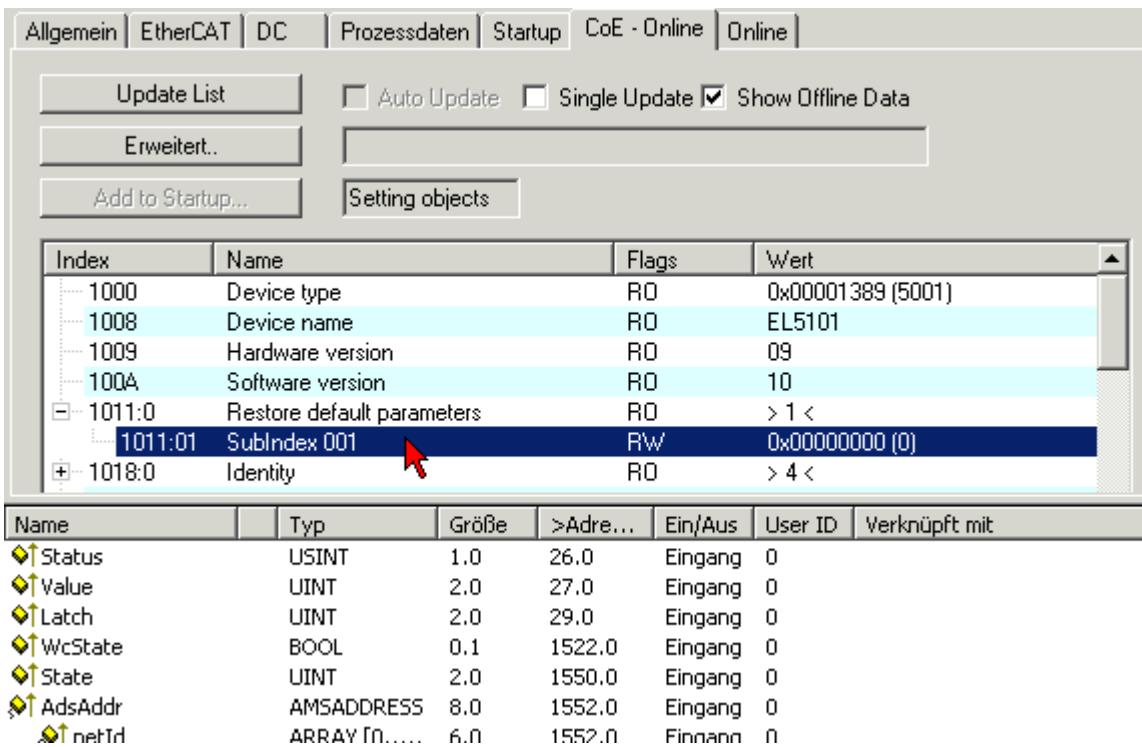 Allgemein EtherCAT DC Prozessdaten Startup CoE - Online Online
Update List Auto Update Single Update Show Offline Data
Erweitert..
Add to Startup... Setting objects
Index Name Flags Wert
1000 Device type RO 0x00001389 (5001)
1008 Device name RO EL5101
1009 Hardware version RO 09
100A Software version RO 10
1011:0 Restore default parameters RO > 1 <
1011:01 SubIndex 001 RW 0x00000000 (0)
1018:0 Identity RO > 4 <
Name Typ Größe >Adre... Ein/Aus User ID Verknüpft mit
Status USINT 1.0 26.0 Eingang 0
Value UINT 2.0 27.0 Eingang 0
Latch UINT 2.0 29.0 Eingang 0
WcState BOOL 0.1 1522.0 Eingang 0
State UINT 2.0 1550.0 Eingang 0
AdsAddr AMSADDRESS 8.0 1552.0 Eingang 0
netId ARRAY [0..... 6.0 1552.0 Eingang 0